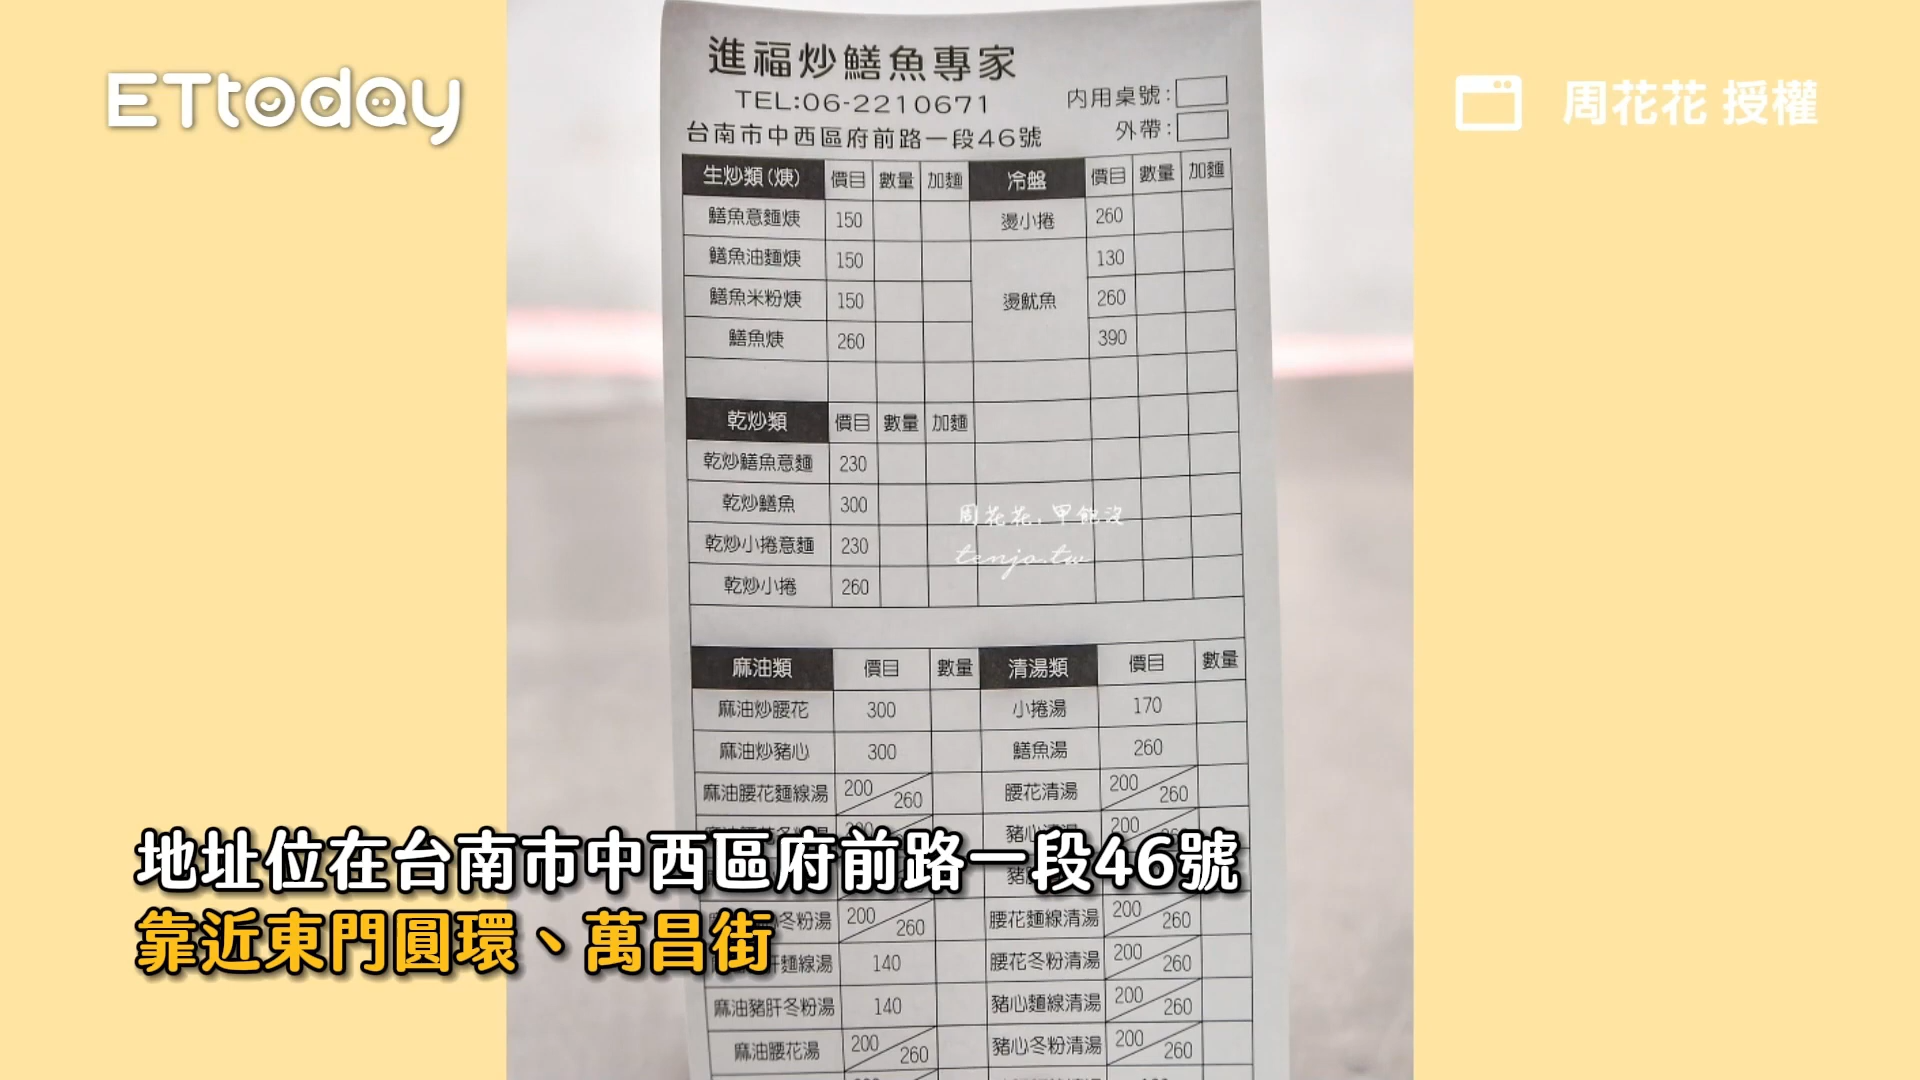 ETtoday
周花花 授權
進福炒鱔魚專家
TEL:06-2210671
內用桌號:
台南市中西區府前路一段46號
外帶:
生炒類(焿) 價目 數量 加麵 冷盤 價目 數量 加麵
鱔魚意麵焿 150 燙小捲 260
鱔魚油麵焿 150 130
鱔魚米粉焿 150 燙魷魚 260
鱔魚焿 260 390
乾炒類 價目 數量 加麵
乾炒鱔魚意麵 230
乾炒鱔魚 300
周花花,甲飽沒
乾炒小捲意麵 230
tenjo.tw
乾炒小捲 260
麻油類 價目 數量 清湯類 價目 數量
麻油炒腰花 300 小捲湯 170
麻油炒豬心 300 鱔魚湯 260
麻油腰花麵線湯 200/260 腰花清湯 200/260
地址位在台南市中西區府前路一段46號
冬粉湯 200/260 腰花麵線清湯 200/260
靠近東門圓環、萬昌街
麵線湯 140 腰花冬粉清湯 200/260
麻油豬肝冬粉湯 140 豬心麵線清湯 200/260
麻油腰花湯 200/260 豬心冬粉清湯 200/260